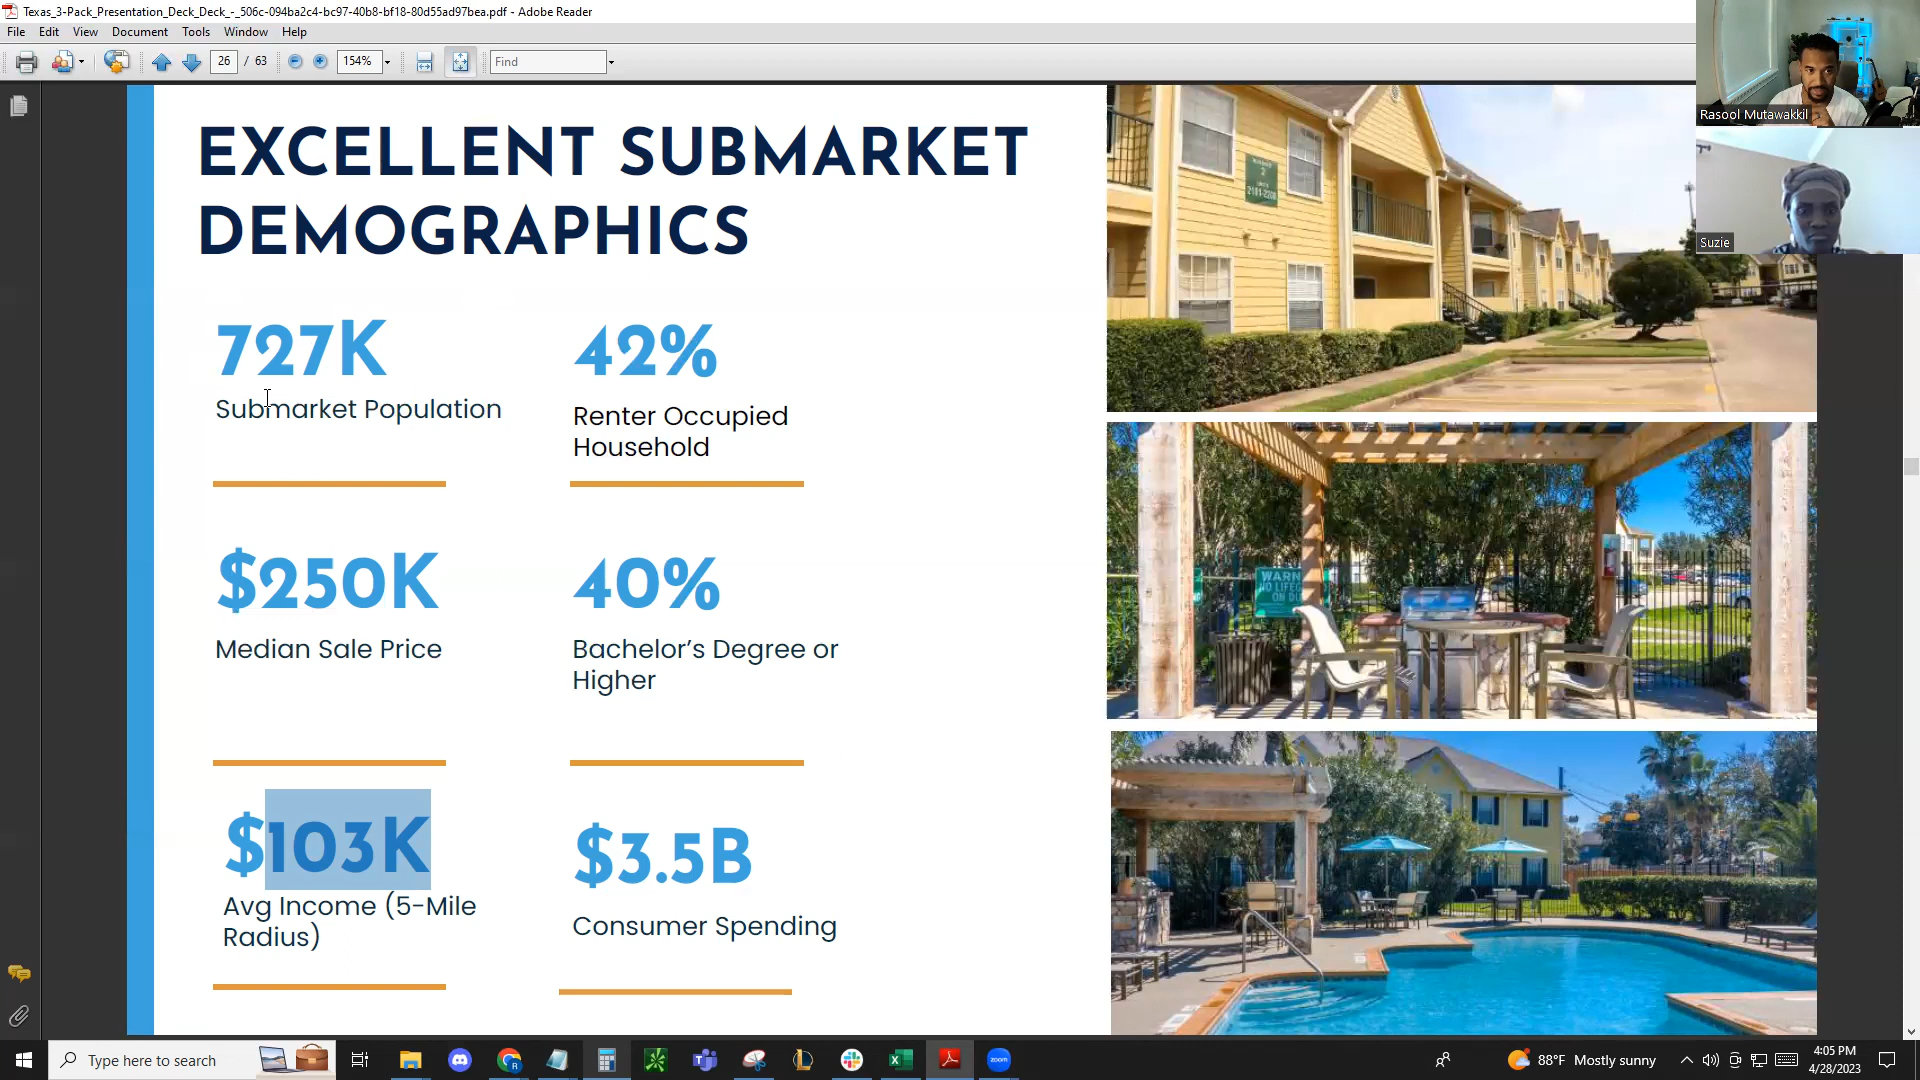 Texas_3-Pack_Presentation_Deck_Deck_-_506c-094ba2c4-bc97-40b8-bf18-80d55ad97bea.pdf - Adobe Reader
File Edit View Document Tools Window Help
26 / 63 154% Find
Rasool Mutawakkil
Suzie
EXCELLENT SUBMARKET
DEMOGRAPHICS
727K
Submarket Population
42%
Renter Occupied
Household
$250K
Median Sale Price
40%
Bachelor’s Degree or
Higher
$103K
Avg Income (5-Mile
Radius)
$3.5B
Consumer Spending
Type here to search
zoom
88°F Mostly sunny
4:05 PM
4/28/2023